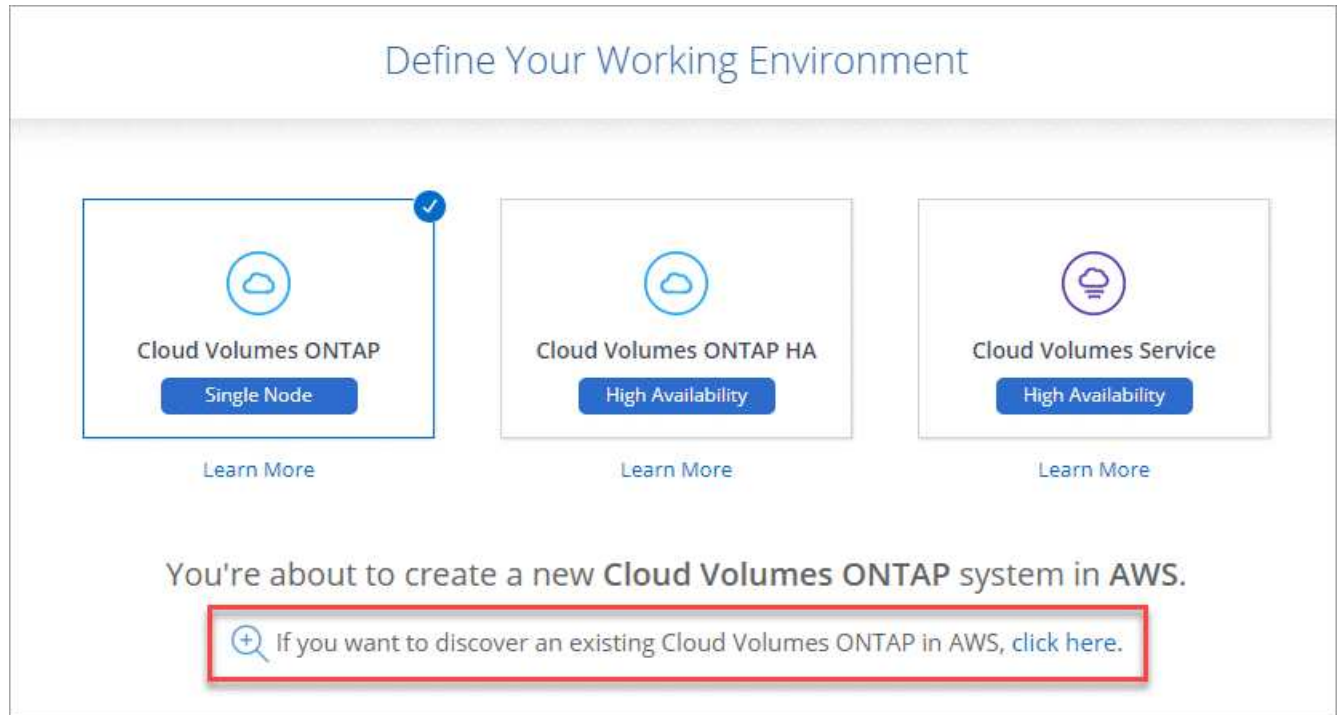 Define Your Working Environment
Cloud Volumes ONTAP
Single Node
Learn More
Cloud Volumes ONTAP HA
High Availability
Learn More
Cloud Volumes Service
High Availability
Learn More
You're about to create a new Cloud Volumes ONTAP system in AWS.
If you want to discover an existing Cloud Volumes ONTAP in AWS, click here.